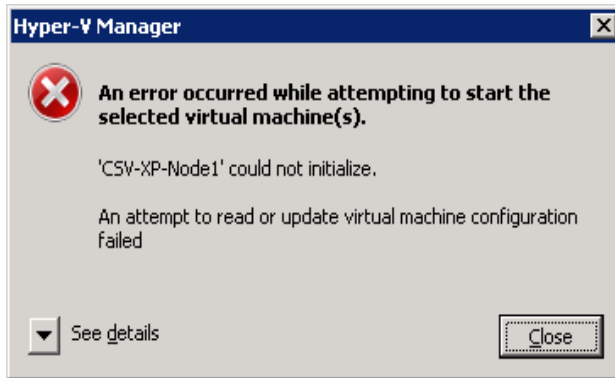 Hyper-V Manager
An error occurred while attempting to start the
selected virtual machine(s).
'CSV-XP-Node1' could not initialize.
An attempt to read or update virtual machine configuration
failed
See details
Close